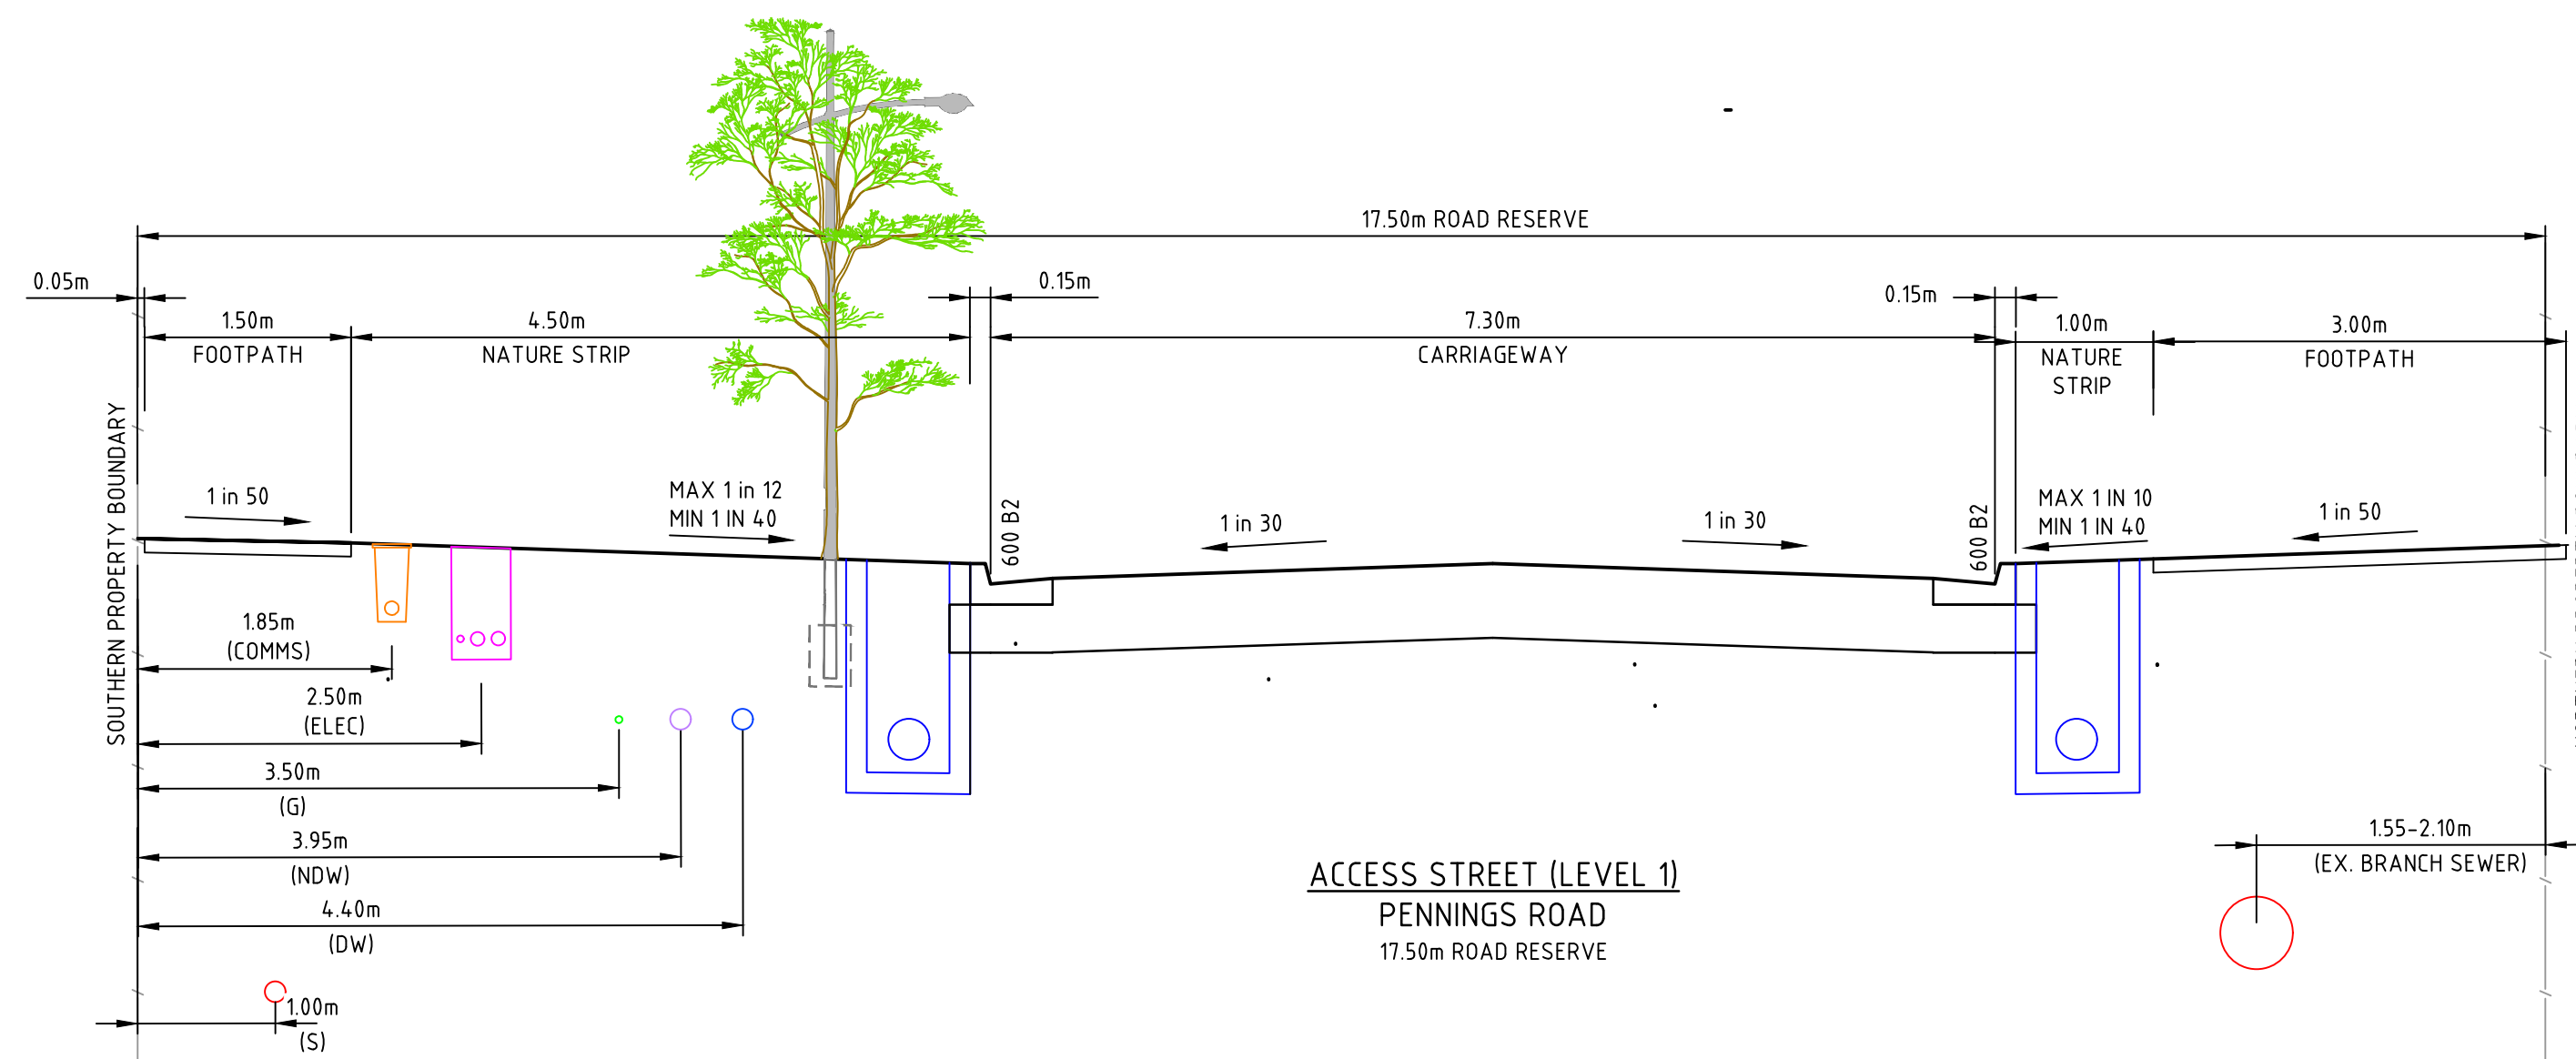 17.50m ROAD RESERVE
0.05m
0.15m
0.15m
1.50m
FOOTPATH
4.50m
NATURE STRIP
7.30m
CARRIAGEWAY
1.00m
NATURE
STRIP
3.00m
FOOTPATH
SOUTHERN PROPERTY BOUNDARY
1 in 50
MAX 1 in 12
MIN 1 IN 40
600 B2
1 in 30
1 in 30
600 B2
MAX 1 IN 10
MIN 1 IN 40
1 in 50
1.85m
(COMMS)
2.50m
(ELEC)
3.50m
(G)
3.95m
(NDW)
4.40m
(DW)
1.00m
(S)
1.55-2.10m
(EX. BRANCH SEWER)
ACCESS STREET (LEVEL 1)
PENNINGS ROAD
17.50m ROAD RESERVE